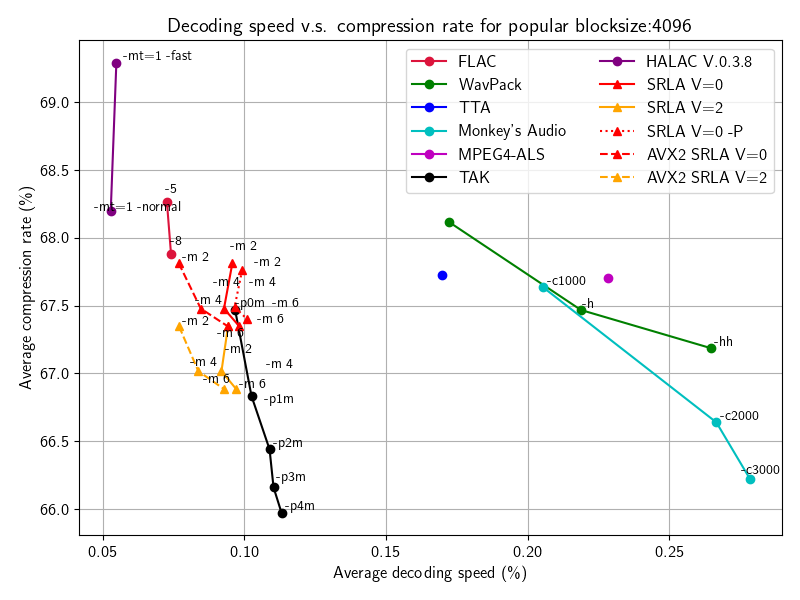 Decoding speed v.s. compression rate for popular blocksize:4096
FLAC
WavPack
TTA
Monkey's Audio
MPEG4-ALS
TAK
HALAC V.0.3.8
SRLA V=0
SRLA V=2
SRLA V=0 -P
AVX2 SRLA V=0
AVX2 SRLA V=2
Average compression rate (%)
69.0
68.5
68.0
67.5
67.0
66.5
66.0
-mt=1 -fast
-mt=1 -normal
-5
-8
-m 2
-m 2
-m 2
-m 4
-m 4
-m 4
-p0m
-m 6
-m 6
-m 2
-m 6
-m 2
-m 4
-m 4
-m 6
-m 6
-p1m
-p2m
-p3m
-p4m
-c1000
-h
-hh
-c2000
-c3000
0.05
0.10
0.15
0.20
0.25
Average decoding speed (%)